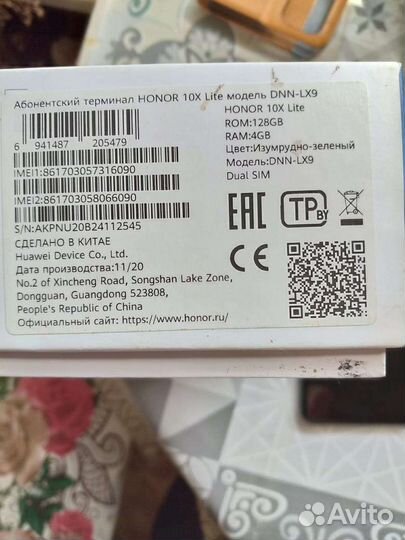 Абонентский терминал HONOR 10X Lite модель DNN-LX9
6 941487 205479
HONOR 10X Lite
ROM:128GB
RAM:4GB
Цвет:Изумрудно-зеленый
Модель:DNN-LX9
Dual SIM
IMEI1:861703057316090
IMEI2:861703058066090
S/N:AKPNU20B24112545
СДЕЛАНО В КИТАЕ
Huawei Device Co., Ltd.
Дата производства:11/20
No.2 of Xincheng Road, Songshan Lake Zone,
Dongguan, Guangdong 523808,
People's Republic of China
Официальный сайт: https://www.honor.ru/
EAC
TP BY
CE
Avito